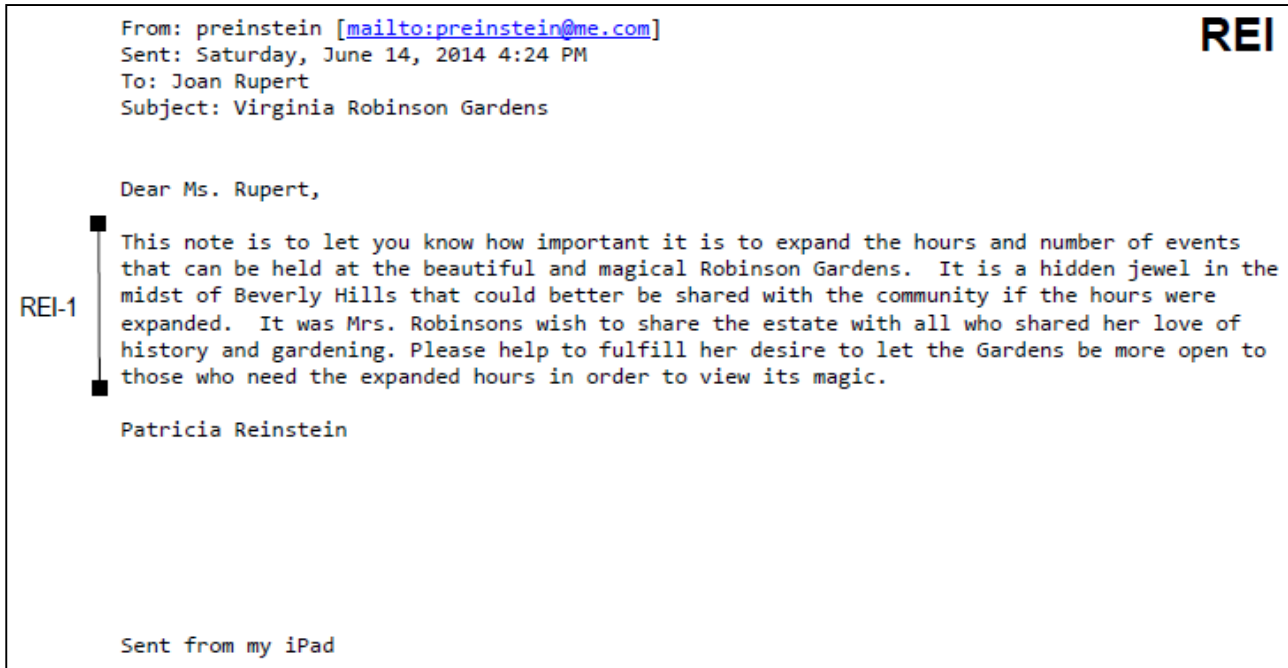 From: preinstein [mailto:preinstein@me.com]
REI
Sent: Saturday, June 14, 2014 4:24 PM
To: Joan Rupert
Subject: Virginia Robinson Gardens
Dear Ms. Rupert,
This note is to let you know how important it is to expand the hours and number of events
that can be held at the beautiful and magical Robinson Gardens.  It is a hidden jewel in the
REI-1
midst of Beverly Hills that could better be shared with the community if the hours were
expanded.  It was Mrs. Robinsons wish to share the estate with all who shared her love of
history and gardening. Please help to fulfill her desire to let the Gardens be more open to
those who need the expanded hours in order to view its magic.
Patricia Reinstein
Sent from my iPad